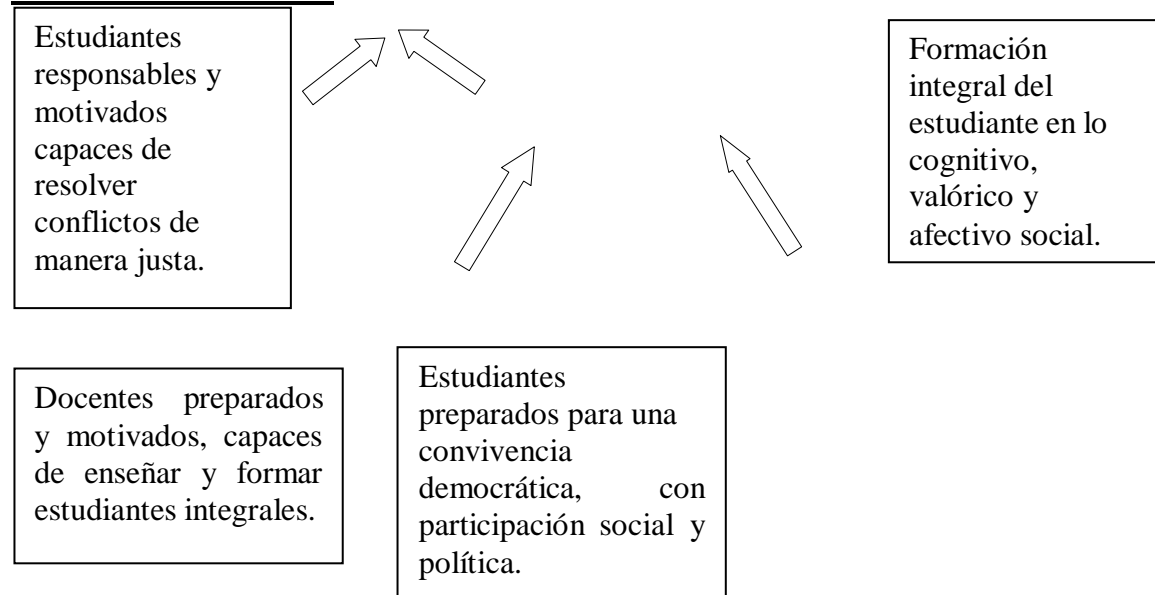 Estudiantes
responsables y
motivados
capaces de
resolver
conflictos de
manera justa.
Formación
integral del
estudiante en lo
cognitivo,
valórico y
afectivo social.
Docentes preparados
y motivados, capaces
de enseñar y formar
estudiantes integrales.
Estudiantes
preparados para una
convivencia
democrática, con
participación social y
política.